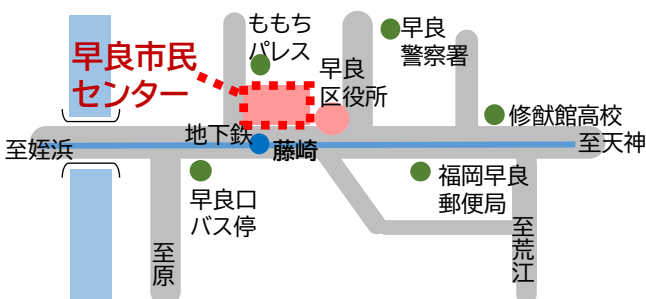 ももち
パレス
早良
警察署
早良市民
センター
早良
区役所
修猷館高校
地下鉄
藤崎
至姪浜
至天神
早良口
バス停
福岡早良
郵便局
至原
至荒江